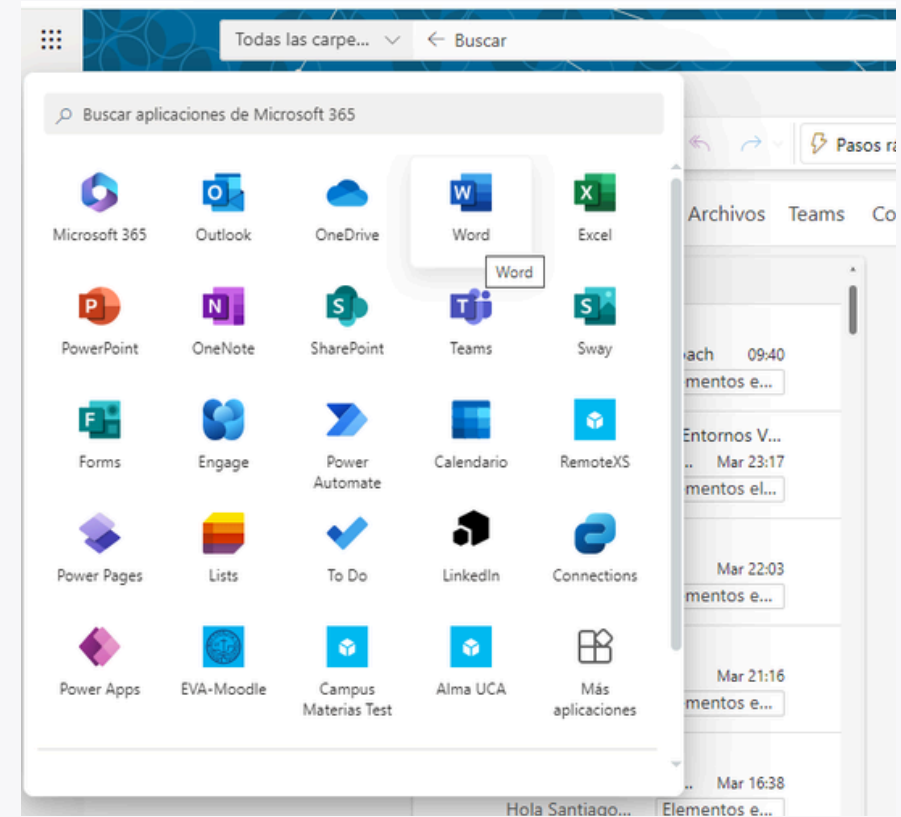 Todas las carpe...
Buscar
Buscar aplicaciones de Microsoft 365
Microsoft 365
Outlook
OneDrive
Word
Excel
Word
PowerPoint
OneNote
SharePoint
Teams
Sway
Forms
Engage
Power
Automate
Calendario
RemoteXS
Power Pages
Lists
To Do
LinkedIn
Connections
Power Apps
EVA-Moodle
Campus
Materias Test
Alma UCA
Más
aplicaciones
Pasos rá
Archivos Teams Co
ach 09:40
mentos e...
Entornos V...
.. Mar 23:17
mentos el...
Mar 22:03
mentos e...
Mar 21:16
mentos e...
.. Mar 16:38
Hola Santiago... Elementos e...